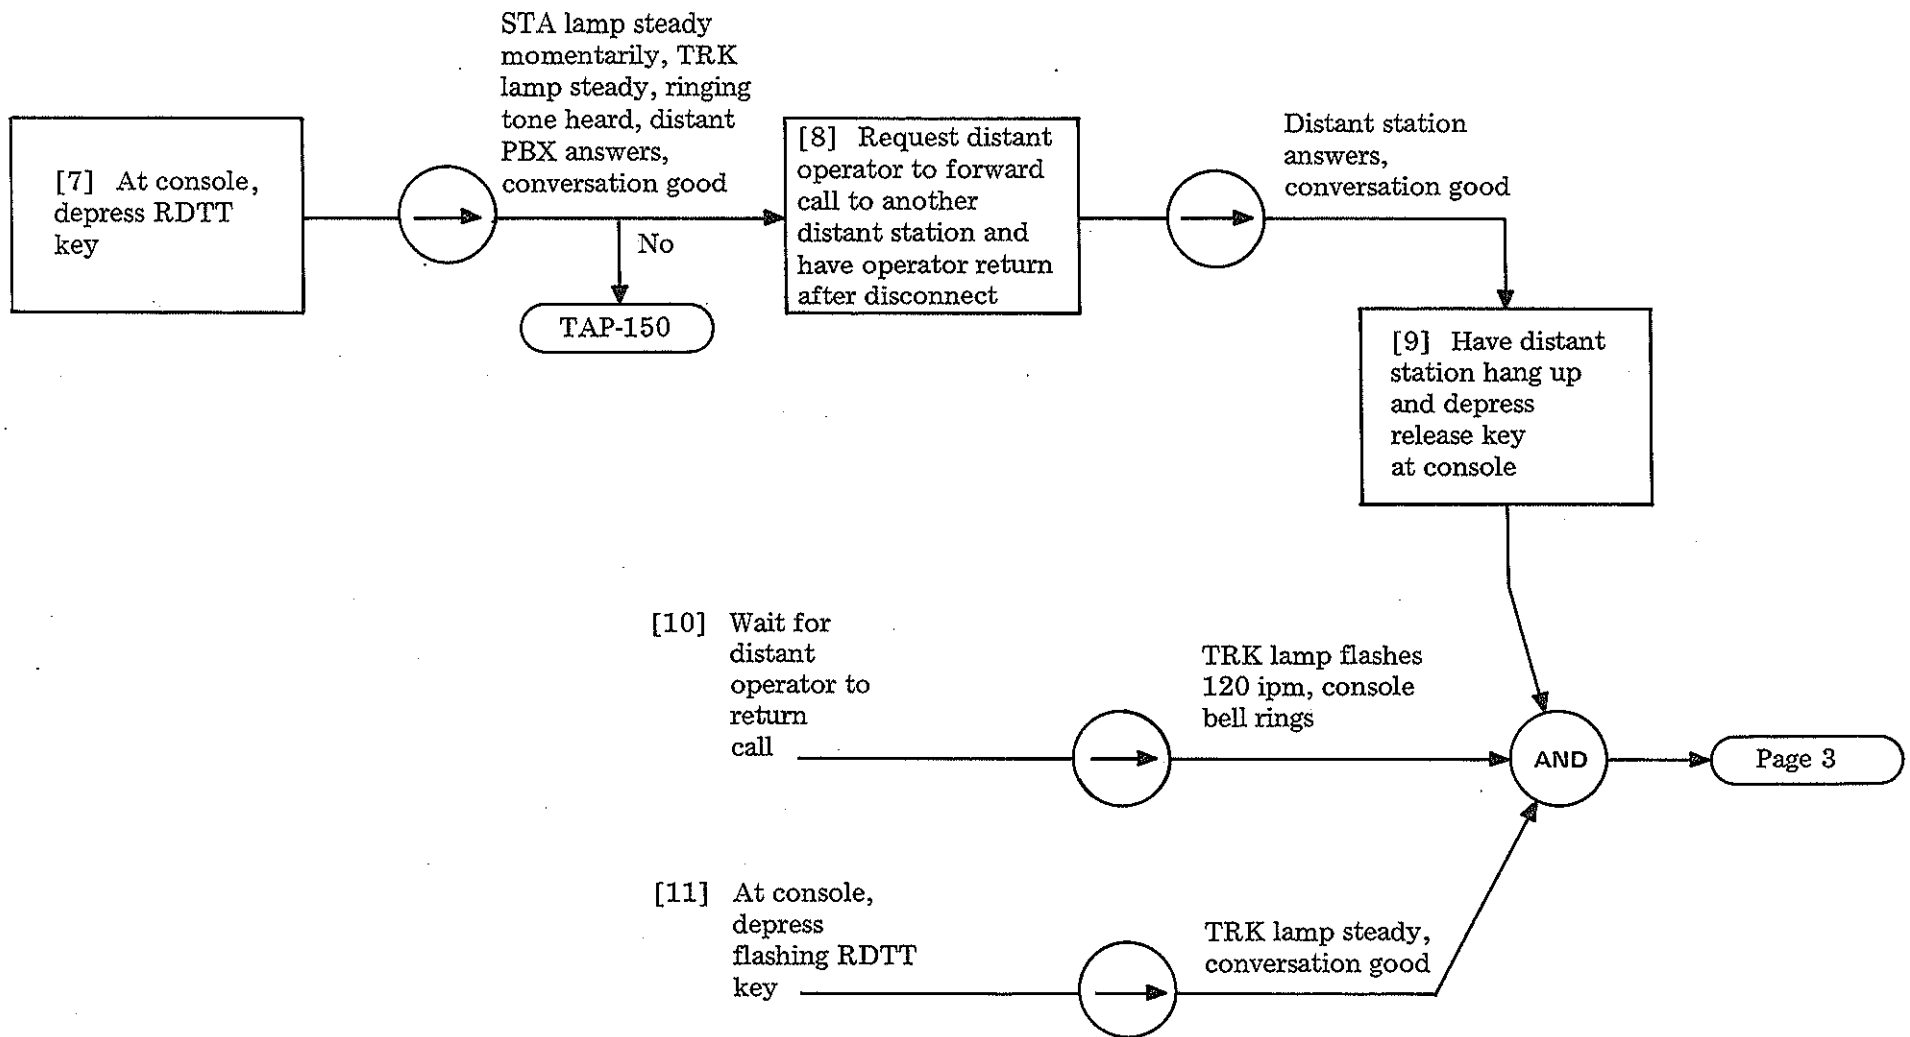 STA lamp steady
momentarily, TRK
lamp steady, ringing
tone heard, distant
PBX answers,
conversation good
[7] At console,
depress RDTT
key
No
TAP-150
[8] Request distant
operator to forward
call to another
distant station and
have operator return
after disconnect
Distant station
answers,
conversation good
[9] Have distant
station hang up
and depress
release key
at console
[10] Wait for
distant
operator to
return
call
TRK lamp flashes
120 ipm, console
bell rings
AND
Page 3
[11] At console,
depress
flashing RDTT
key
TRK lamp steady,
conversation good